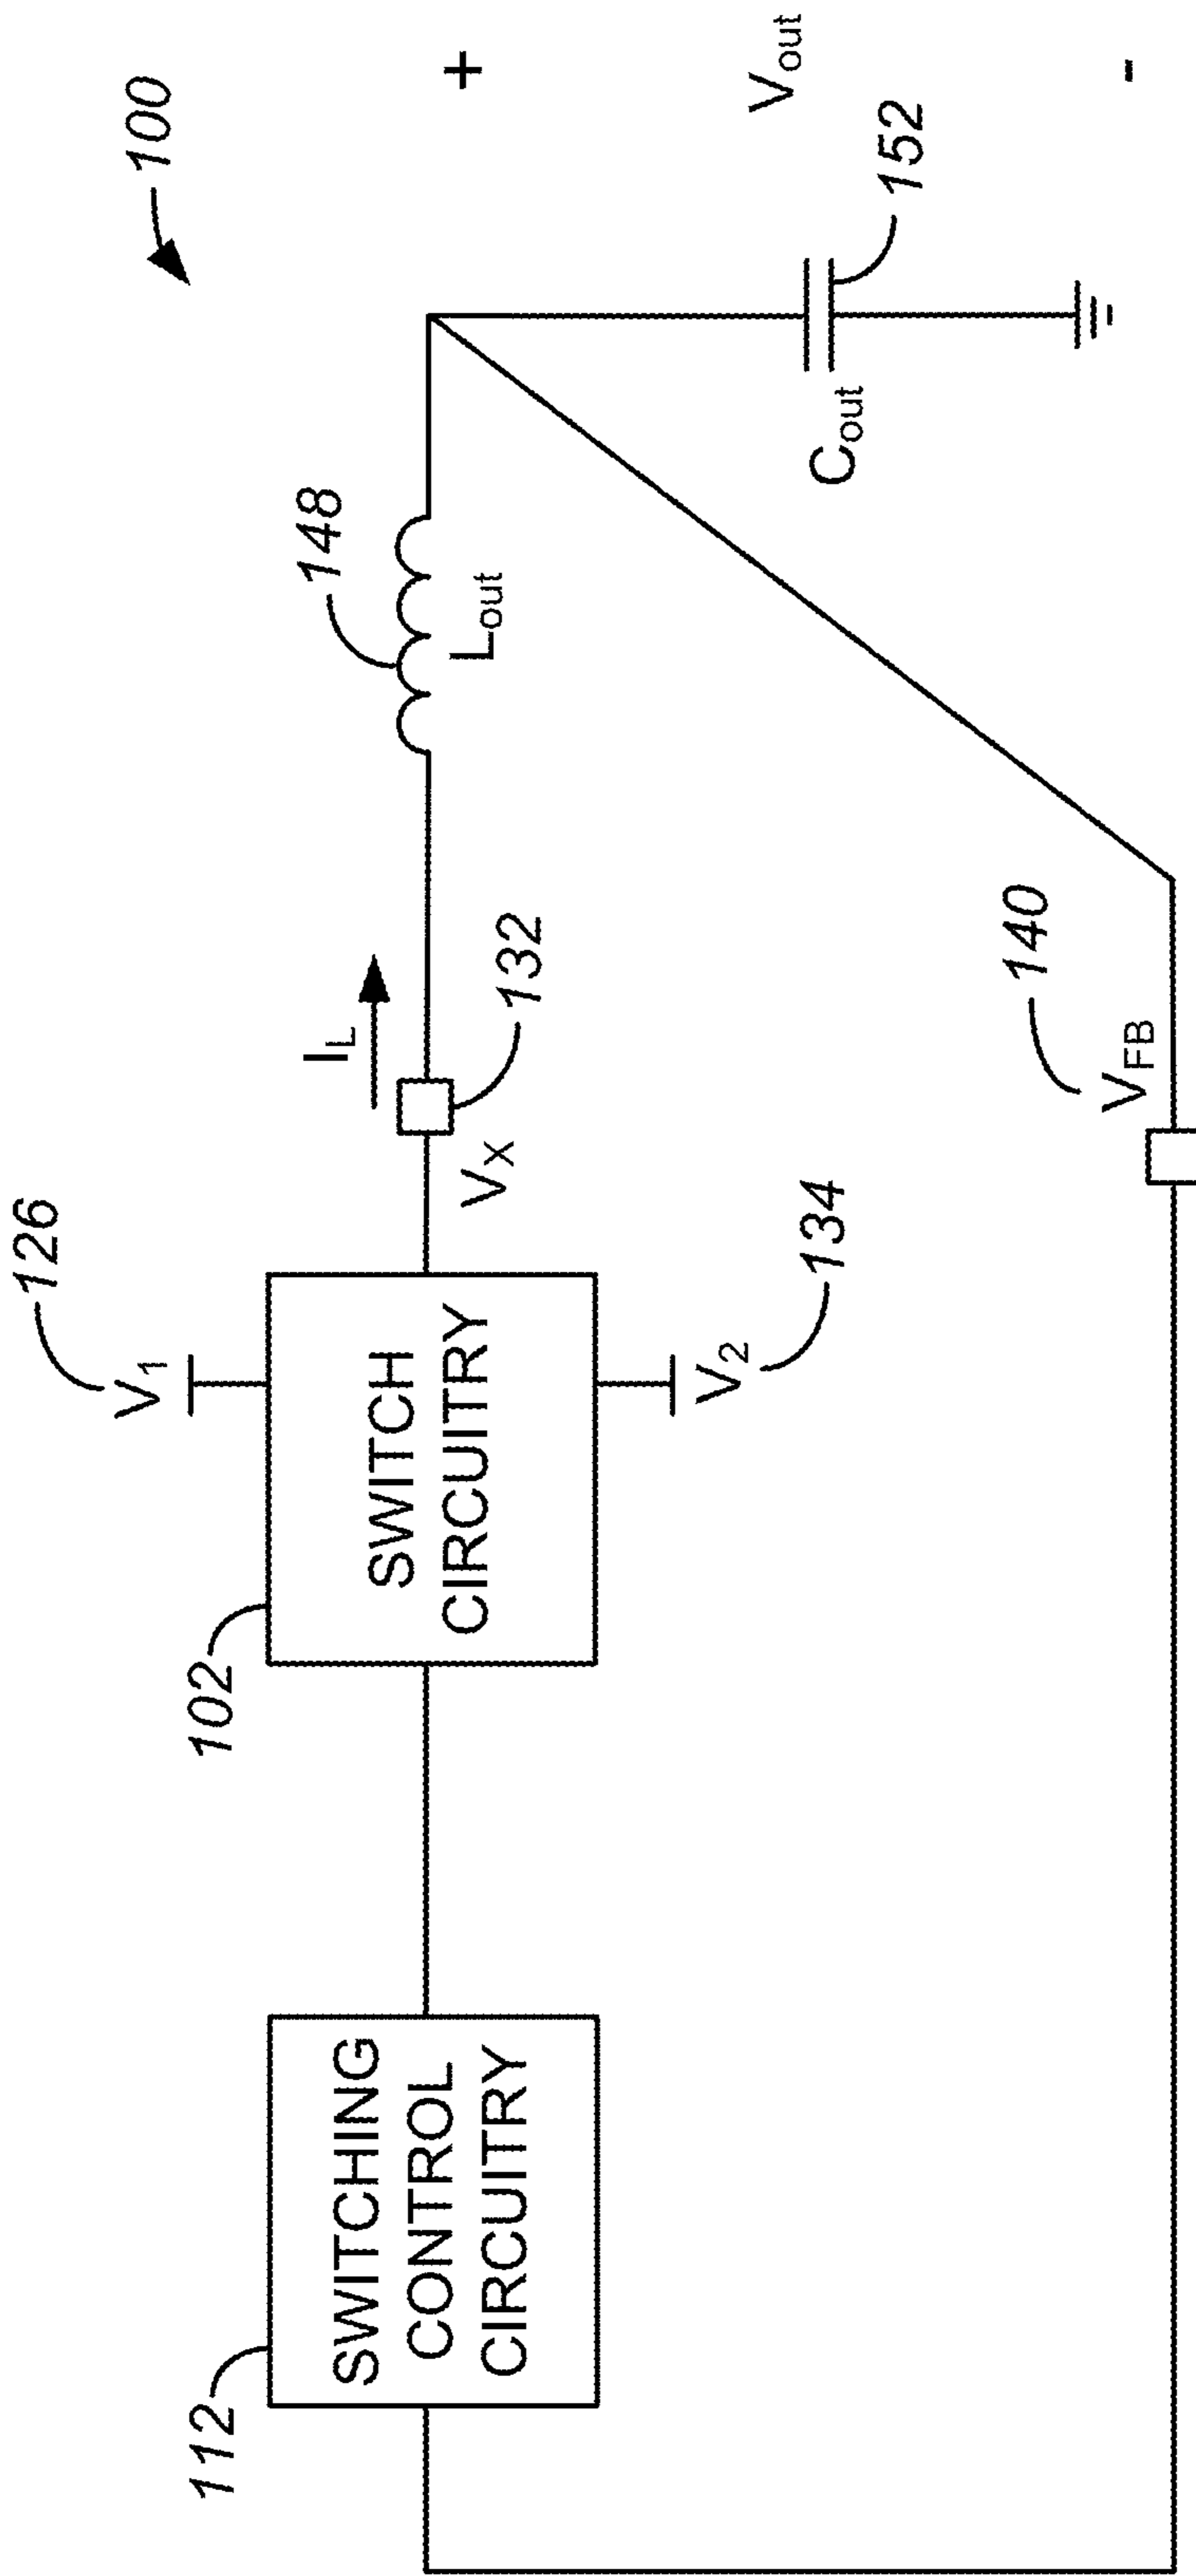 100
126
V1
148
IL
Lout
+
VX
132
102
SWITCH
CIRCUITRY
112
SWITCHING
CONTROL
CIRCUITRY
V2
134
Cout
Vout
152
140
VFB
-